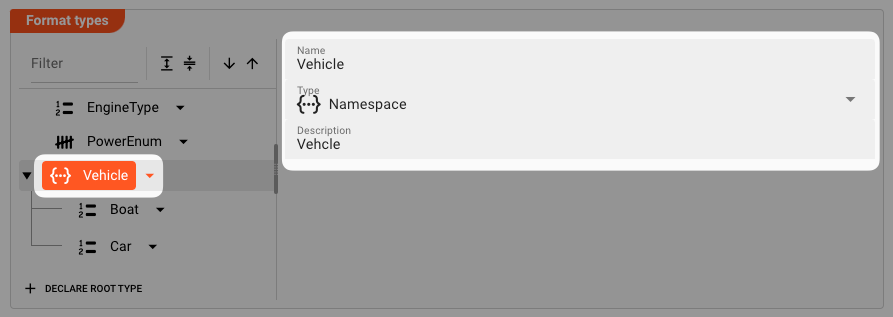 Format types
Filter
EngineType
PowerEnum
Vehicle
Boat
Car
DECLARE ROOT TYPE
Name
Vehicle
Type
Namespace
Description
Vehcle